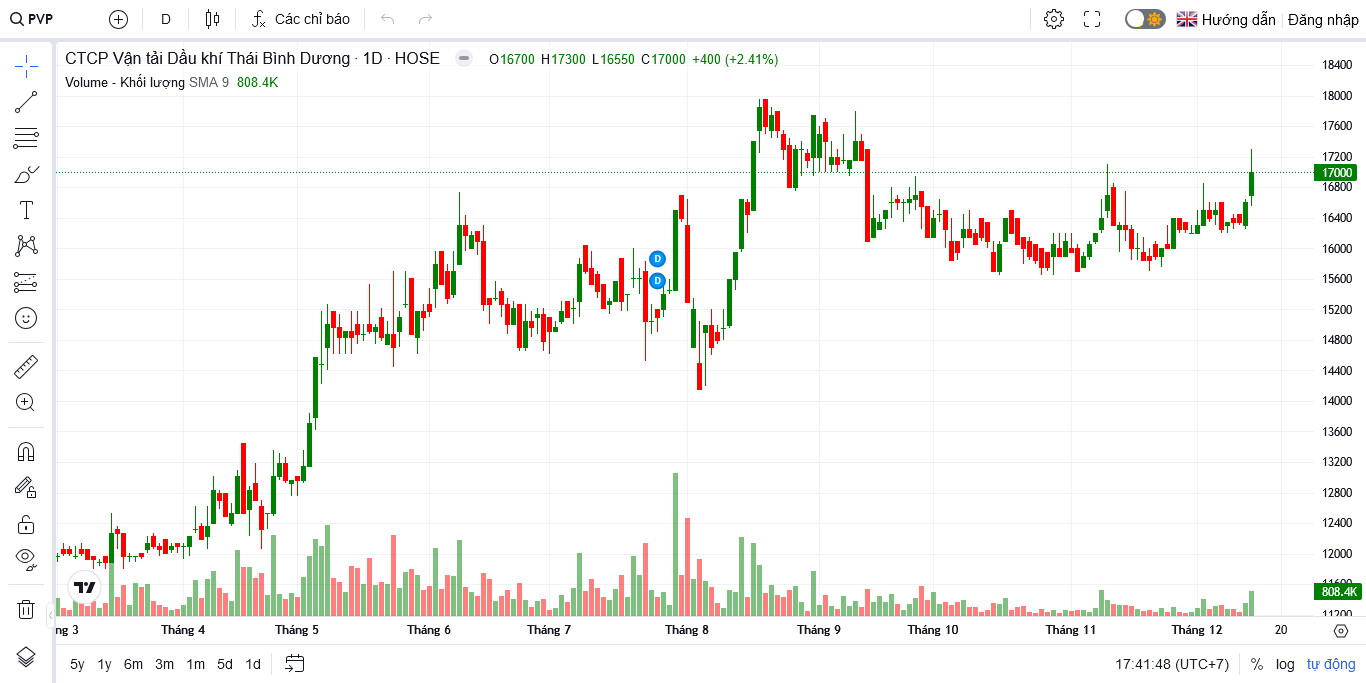 PVP
D
Các chỉ báo
Hướng dẫn
Đăng nhập
CTCP Vận tải Dầu khí Thái Bình Dương · 1D · HOSE
O16700 H17300 L16550 C17000 +400 (+2.41%)
Volume - Khối lượng SMA 9 808.4K
18400
18000
17600
17200
17000
16800
16400
16000
D
D
15600
15200
14800
14400
14000
13600
13200
12800
12400
12000
11600
808.4K
11200
ng 3
Tháng 4
Tháng 5
Tháng 6
Tháng 7
Tháng 8
Tháng 9
Tháng 10
Tháng 11
Tháng 12
20
5y 1y 6m 3m 1m 5d 1d
17:41:48 (UTC+7)
%
log
tự động